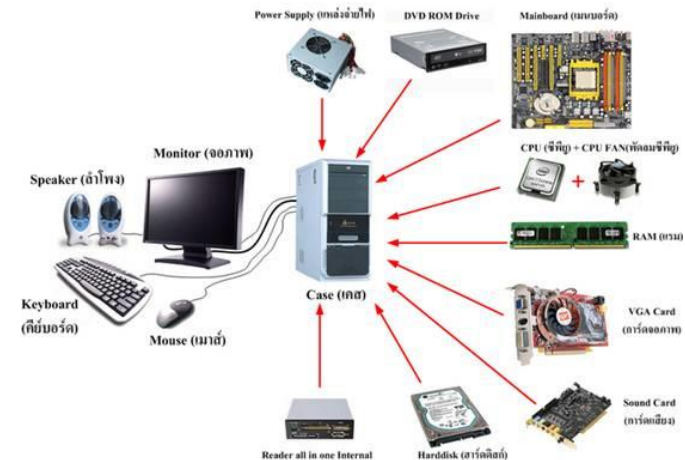 Power Supply (แหล่งจ่ายไฟ)
DVD ROM Drive
Mainboard (เมนบอร์ด)
CPU (ซีพียู) + CPU FAN(พัดลมซีพียู)
+
Monitor (จอภาพ)
Speaker (ลำโพง)
RAM (แรม)
Keyboard
(คีย์บอร์ด)
Mouse (เมาส์)
Case (เคส)
VGA Card
(การ์ดจอภาพ)
Sound Card
(การ์ดเสียง)
Reader all in one Internal
Harddisk (ฮาร์ดดิสก์)